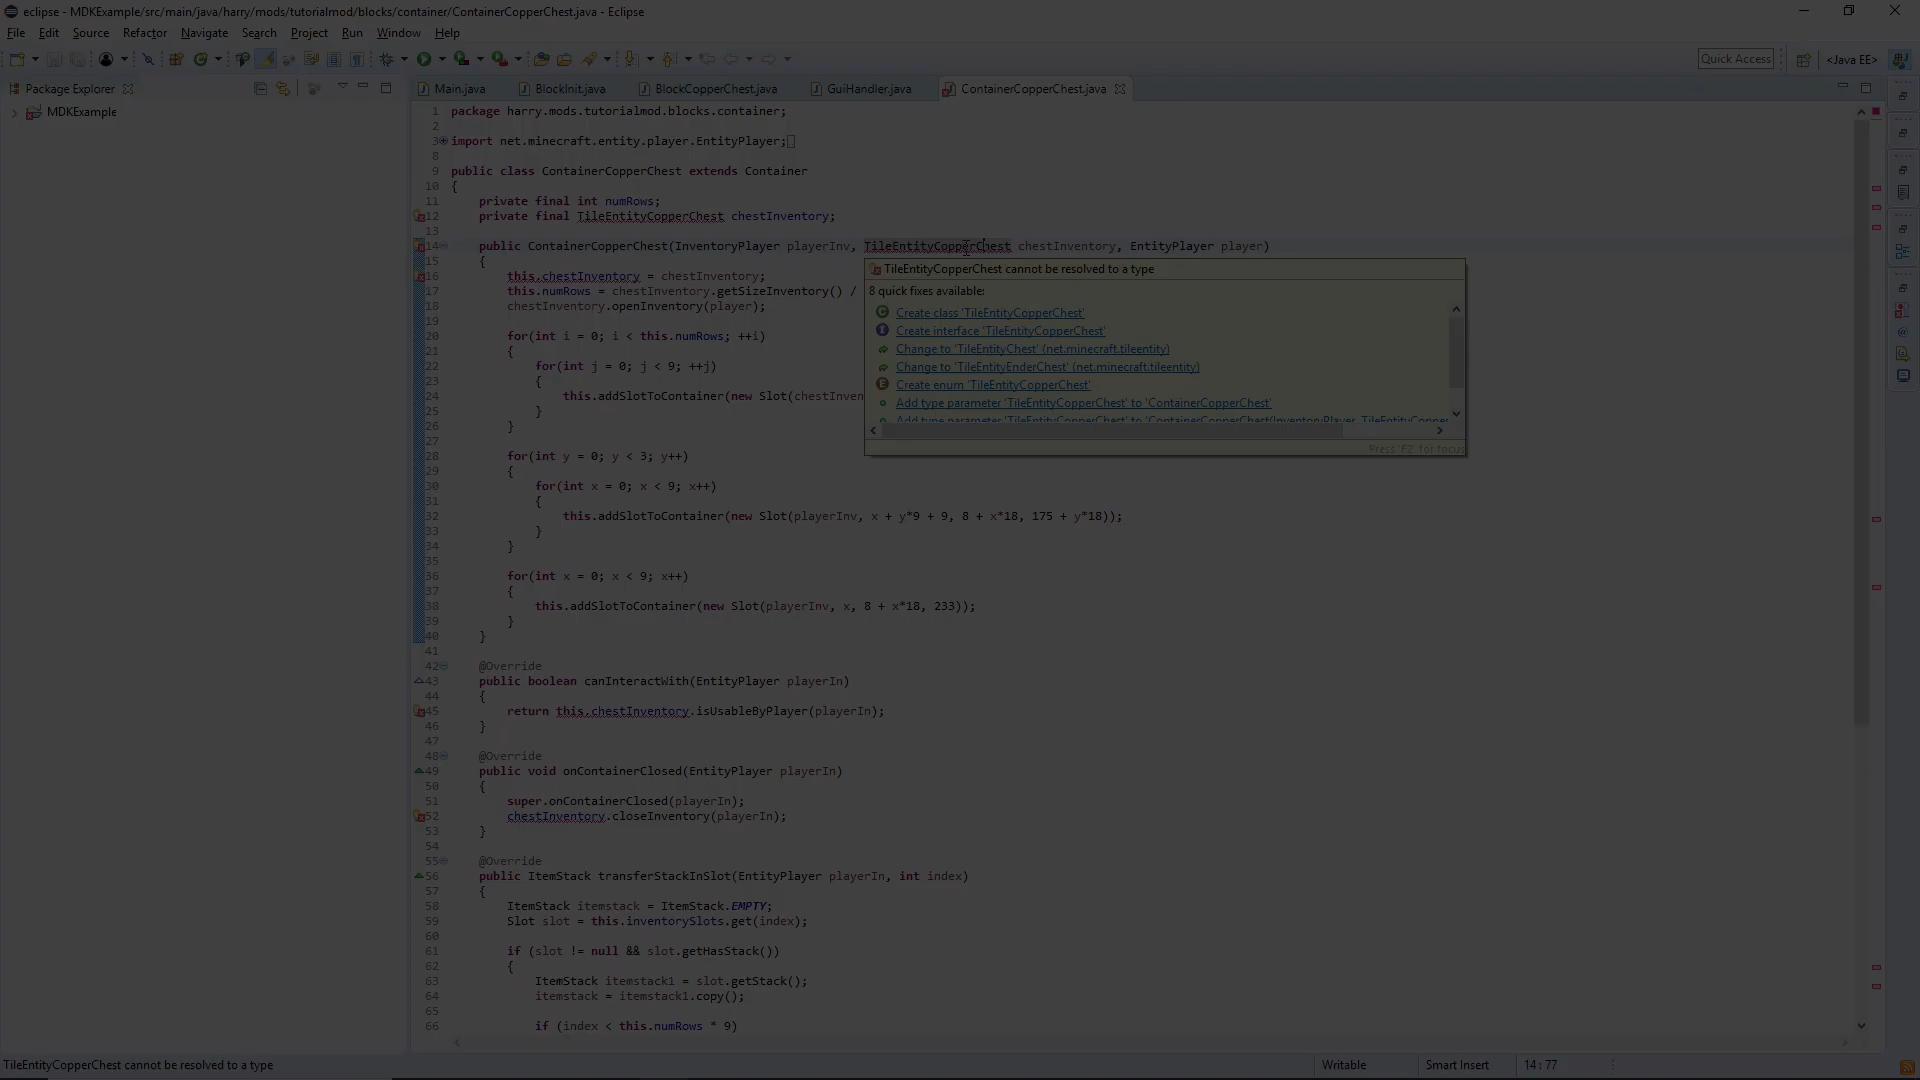 eclipse - MDKExample/src/main/java/harry/mods/tutorialmod/blocks/container/ContainerCopperChest.java - Eclipse
File Edit Source Refactor Navigate Search Project Run Window Help
Quick Access <Java EE>
Package Explorer
MDKExample
Main.java BlockInit.java BlockCopperChest.java GuiHandler.java ContainerCopperChest.java
1 package harry.mods.tutorialmod.blocks.container;
2
3 import net.minecraft.entity.player.EntityPlayer;
8
9 public class ContainerCopperChest extends Container
10 {
11 private final int numRows;
12 private final TileEntityCopperChest chestInventory;
13
14 public ContainerCopperChest(InventoryPlayer playerInv, TileEntityCopperChest chestInventory, EntityPlayer player)
15 {
16 this.chestInventory = chestInventory;
17 this.numRows = chestInventory.getSizeInventory() /
18 chestInventory.openInventory(player);
19
20 for(int i = 0; i < this.numRows; ++i)
21 {
22 for(int j = 0; j < 9; ++j)
23 {
24 this.addSlotToContainer(new Slot(chestInven
25 }
26 }
27
28 for(int y = 0; y < 3; y++)
29 {
30 for(int x = 0; x < 9; x++)
31 {
32 this.addSlotToContainer(new Slot(playerInv, x + y*9 + 9, 8 + x*18, 175 + y*18));
33 }
34 }
35
36 for(int x = 0; x < 9; x++)
37 {
38 this.addSlotToContainer(new Slot(playerInv, x, 8 + x*18, 233));
39 }
40 }
41
42 @Override
43 public boolean canInteractWith(EntityPlayer playerIn)
44 {
45 return this.chestInventory.isUsableByPlayer(playerIn);
46 }
47
48 @Override
49 public void onContainerClosed(EntityPlayer playerIn)
50 {
51 super.onContainerClosed(playerIn);
52 chestInventory.closeInventory(playerIn);
53 }
54
55 @Override
56 public ItemStack transferStackInSlot(EntityPlayer playerIn, int index)
57 {
58 ItemStack itemstack = ItemStack.EMPTY;
59 Slot slot = this.inventorySlots.get(index);
60
61 if (slot != null && slot.getHasStack())
62 {
63 ItemStack itemstack1 = slot.getStack();
64 itemstack = itemstack1.copy();
65
66 if (index < this.numRows * 9)
TileEntityCopperChest cannot be resolved to a type
8 quick fixes available:
Create class 'TileEntityCopperChest'
Create interface 'TileEntityCopperChest'
Change to 'TileEntityChest' (net.minecraft.tileentity)
Change to 'TileEntityEnderChest' (net.minecraft.tileentity)
Create enum 'TileEntityCopperChest'
Add type parameter 'TileEntityCopperChest' to 'ContainerCopperChest'
Add type parameter 'TileEntityCopperChest' to 'ContainerCopperChest(InventoryPlayer, TileEntityCopper
Press 'F2' for focus
TileEntityCopperChest cannot be resolved to a type Writable Smart Insert 14 : 77